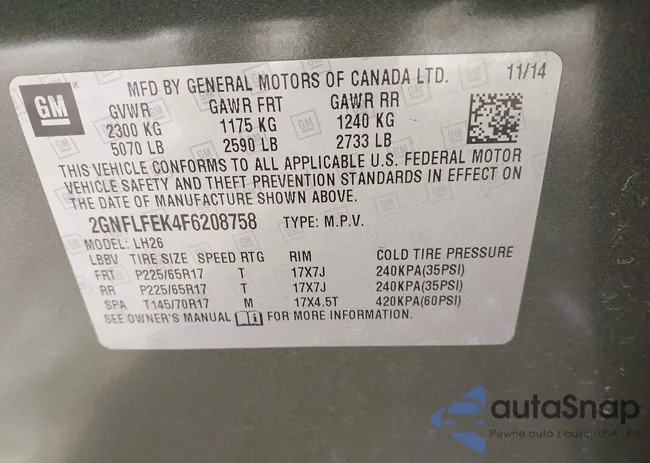 MFD BY GENERAL MOTORS OF CANADA LTD. 11/14
GM
GVWR GAWR FRT GAWR RR
2300 KG 1175 KG 1240 KG
5070 LB 2590 LB 2733 LB
THIS VEHICLE CONFORMS TO ALL APPLICABLE U.S. FEDERAL MOTOR
VEHICLE SAFETY AND THEFT PREVENTION STANDARDS IN EFFECT ON
THE DATE OF MANUFACTURE SHOWN ABOVE.
2GNFLFEK4F6208758 TYPE: M.P.V.
MODEL: LH26
LBBV TIRE SIZE SPEED RTG RIM COLD TIRE PRESSURE
FRT P225/65R17 T 17X7J 240KPA(35PSI)
RR P225/65R17 T 17X7J 240KPA(35PSI)
SPA T145/70R17 M 17X4.5T 420KPA(60PSI)
SEE OWNER'S MANUAL FOR MORE INFORMATION.
autaSnap
Pewne auta z aukcji USA i EU